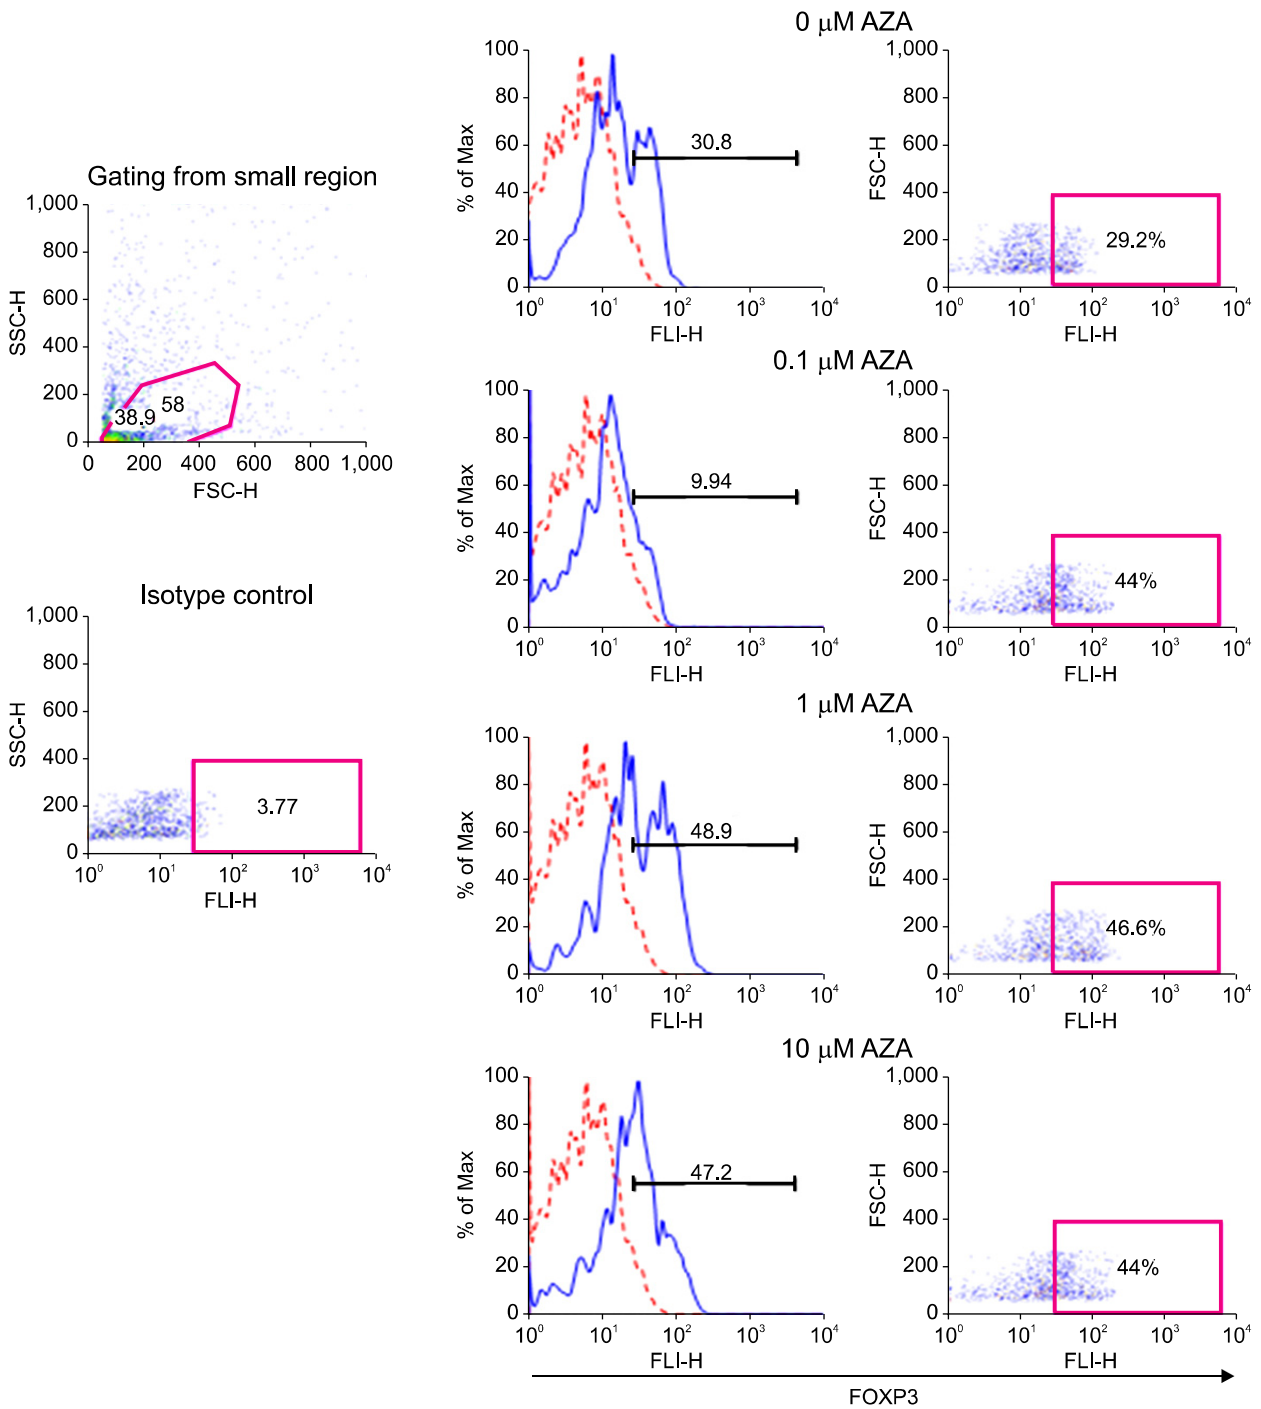 Gating from small region
1,000
800
600
400
200
0
SSC-H
58
38.9
0 200 400 600 800 1,000
FSC-H
Isotype control
1,000
800
600
400
200
0
SSC-H
3.77
10⁰ 10¹ 10² 10³ 10⁴
FLI-H
0 μM AZA
100
80
60
40
20
0
% of Max
30.8
10⁰ 10¹ 10² 10³ 10⁴
FLI-H
1,000
800
600
400
200
0
FSC-H
29.2%
10⁰ 10¹ 10² 10³ 10⁴
FLI-H
0.1 μM AZA
100
80
60
40
20
0
% of Max
9.94
10⁰ 10¹ 10² 10³ 10⁴
FLI-H
1,000
800
600
400
200
0
FSC-H
44%
10⁰ 10¹ 10² 10³ 10⁴
FLI-H
1 μM AZA
100
80
60
40
20
0
% of Max
48.9
10⁰ 10¹ 10² 10³ 10⁴
FLI-H
1,000
800
600
400
200
0
FSC-H
46.6%
10⁰ 10¹ 10² 10³ 10⁴
FLI-H
10 μM AZA
100
80
60
40
20
0
% of Max
47.2
10⁰ 10¹ 10² 10³ 10⁴
FLI-H
1,000
800
600
400
200
0
FSC-H
44%
10⁰ 10¹ 10² 10³ 10⁴
FLI-H
FOXP3